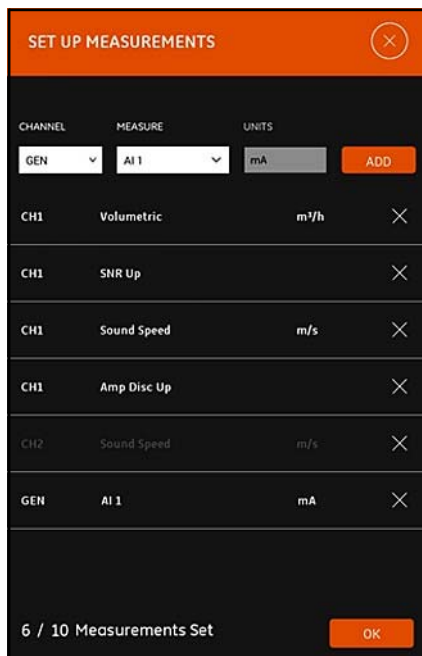 SET UP MEASUREMENTS
CHANNEL MEASURE UNITS
GEN AI 1 mA ADD
CH1 Volumetric m³/h
CH1 SNR Up
CH1 Sound Speed m/s
CH1 Amp Disc Up
CH2 Sound Speed m/s
GEN AI 1 mA
6 / 10 Measurements Set OK